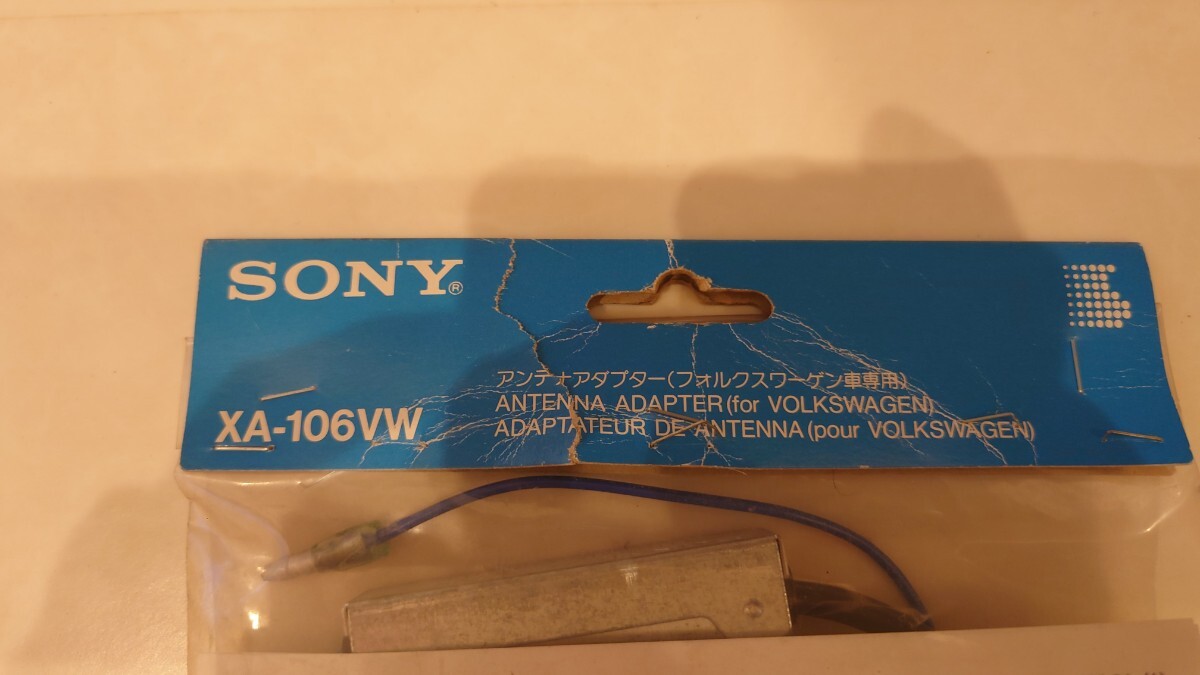 SONY®
XA-106VW
アンテナアダプター(フォルクスワーゲン車専用)
ANTENNA ADAPTER (for VOLKSWAGEN)
ADAPTATEUR DE ANTENNA (pour VOLKSWAGEN)